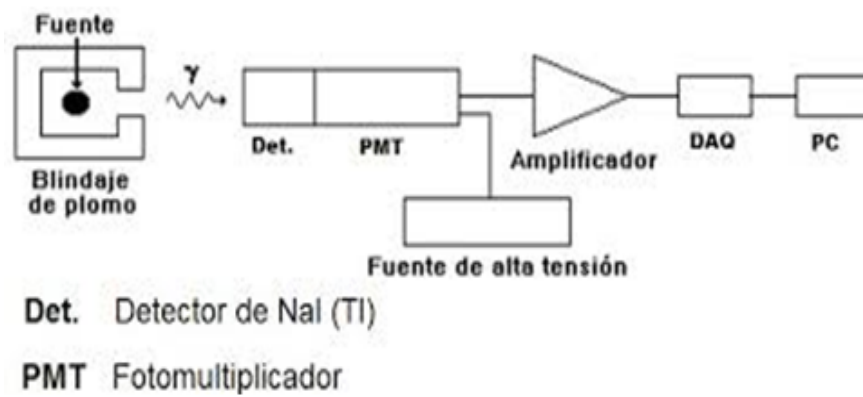 Fuente
γ
Det.
PMT
Amplificador
DAQ
PC
Blindaje
de plomo
Fuente de alta tensión
Det. Detector de NaI (Tl)
PMT Fotomultiplicador